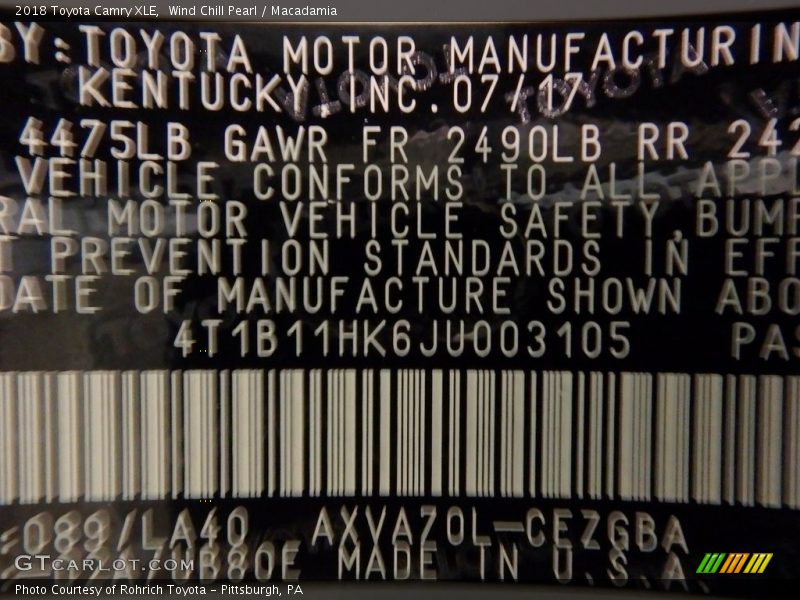 2018 Toyota Camry XLE, Wind Chill Pearl / Macadamia
BY:TOYOTA MOTOR MANUFACTURIN
KENTUCKY,INC.07/17
4475LB GAWR FR 2490LB RR 242
VEHICLE CONFORMS TO ALL APPL
RAL MOTOR VEHICLE SAFETY,BUMP
T PREVENTION STANDARDS IN EFF
DATE OF MANUFACTURE SHOWN ABO
4T1B11HK6JU003105 PAS
:089/LA40 AXVA70L-CEZGBA
MADE IN U.S.A.
GTCARLOT.COM
Photo Courtesy of Rohrich Toyota - Pittsburgh, PA